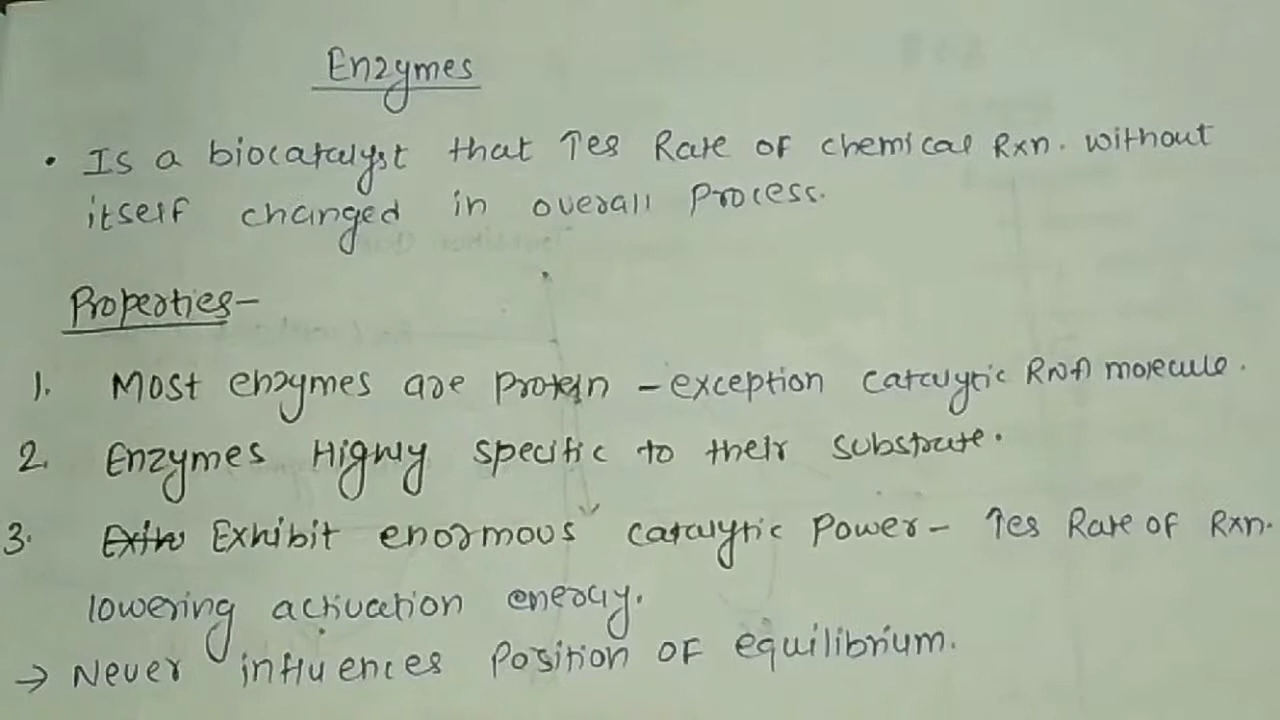 Enzymes
• Is a biocatalyst that ↑es Rate OF chemical Rxn. without
itself changed in overall Process.
Properties-
1. Most enzymes are Protein - exception catalytic RNA molecule.
2. Enzymes Highly specific to their substrate.
3. Exhibit enormous catalytic Power- ↑es Rate of Rxn.
lowering activation energy.
→ Never influences Position OF equilibrium.